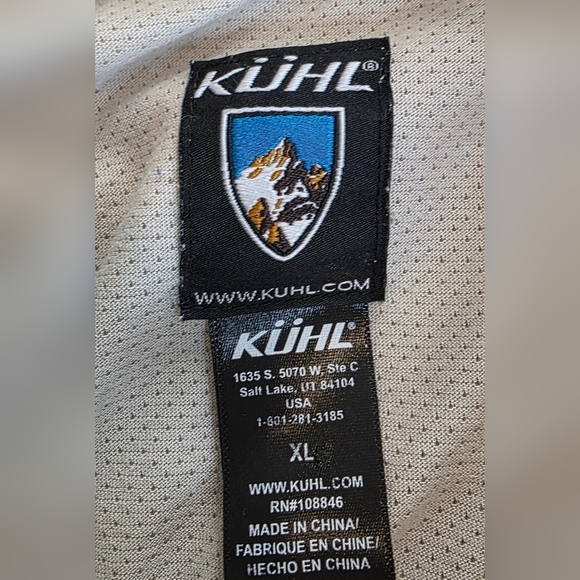 KÜHL®
WWW.KUHL.COM
KÜHL®
1635 S. 5070 W, Ste C
Salt Lake, UT 84104
USA
1-801-281-3185
XL
WWW.KUHL.COM
RN#108846
MADE IN CHINA/
FABRIQUE EN CHINE/
HECHO EN CHINA